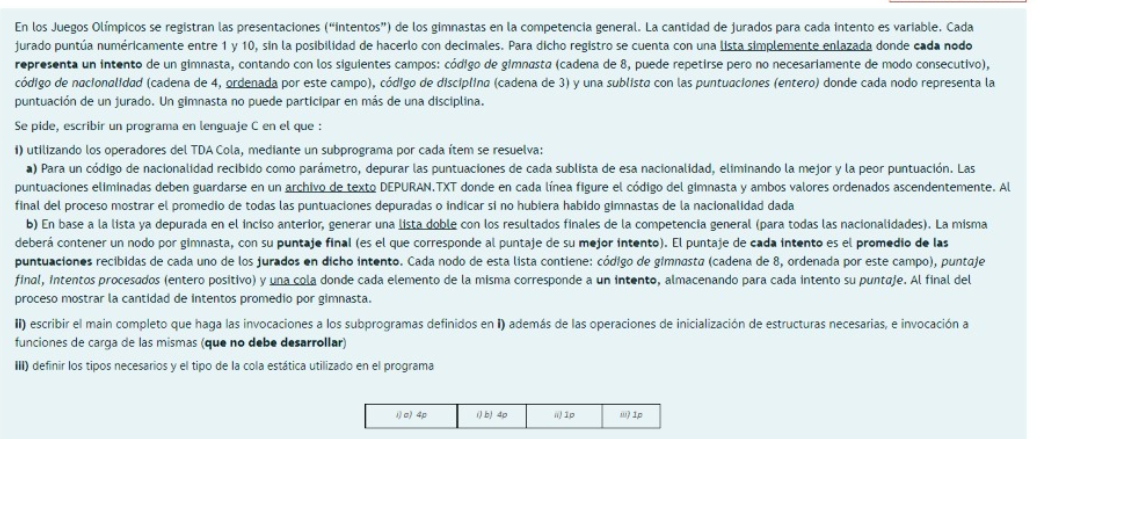 En los Juegos Olímpicos se registran las presentaciones (“intentos”) de los gimnastas en la competencia general. La cantidad de jurados para cada intento es variable. Cada
jurado puntúa numéricamente entre 1 y 10, sin la posibilidad de hacerlo con decimales. Para dicho registro se cuenta con una lista simplemente enlazada donde cada nodo
representa un intento de un gimnasta, contando con los siguientes campos: código de gimnasta (cadena de 8, puede repetirse pero no necesariamente de modo consecutivo),
código de nacionalidad (cadena de 4, ordenada por este campo), código de disciplina (cadena de 3) y una sublista con las puntuaciones (entero) donde cada nodo representa la
puntuación de un jurado. Un gimnasta no puede participar en más de una disciplina.
Se pide, escribir un programa en lenguaje C en el que :
i) utilizando los operadores del TDA Cola, mediante un subprograma por cada ítem se resuelva:
a) Para un código de nacionalidad recibido como parámetro, depurar las puntuaciones de cada sublista de esa nacionalidad, eliminando la mejor y la peor puntuación. Las
puntuaciones eliminadas deben guardarse en un archivo de texto DEPURAN.TXT donde en cada línea figure el código del gimnasta y ambos valores ordenados ascendentemente. Al
final del proceso mostrar el promedio de todas las puntuaciones depuradas o indicar si no hubiera habido gimnastas de la nacionalidad dada
b) En base a la lista ya depurada en el inciso anterior, generar una lista doble con los resultados finales de la competencia general (para todas las nacionalidades). La misma
deberá contener un nodo por gimnasta, con su puntaje final (es el que corresponde al puntaje de su mejor intento). El puntaje de cada intento es el promedio de las
puntuaciones recibidas de cada uno de los jurados en dicho intento. Cada nodo de esta lista contiene: código de gimnasta (cadena de 8, ordenada por este campo), puntaje
final, intentos procesados (entero positivo) y una cola donde cada elemento de la misma corresponde a un intento, almacenando para cada intento su puntaje. Al final del
proceso mostrar la cantidad de intentos promedio por gimnasta.
ii) escribir el main completo que haga las invocaciones a los subprogramas definidos en i) además de las operaciones de inicialización de estructuras necesarias, e invocación a
funciones de carga de las mismas (que no debe desarrollar)
iii) definir los tipos necesarios y el tipo de la cola estática utilizado en el programa
i) a) 4p i) b) 4p ii) 1p iii) 1p